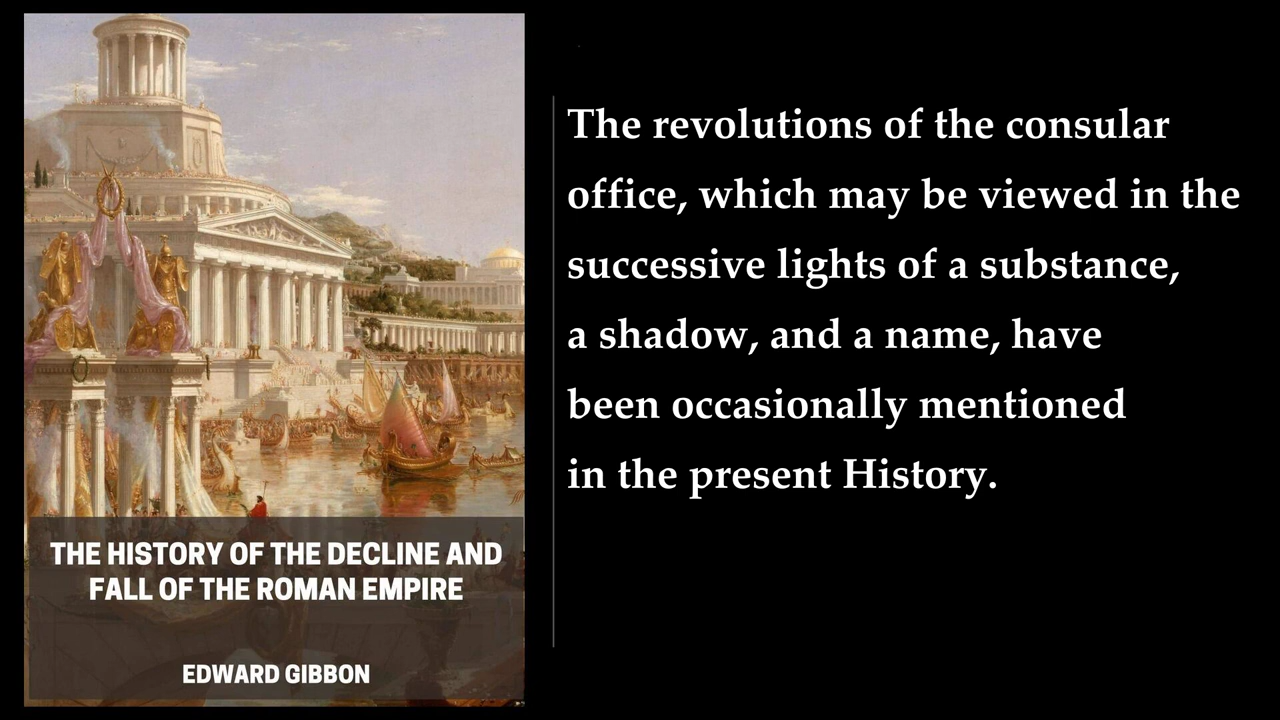 THE HISTORY OF THE DECLINE AND
FALL OF THE ROMAN EMPIRE
EDWARD GIBBON
The revolutions of the consular
office, which may be viewed in the
successive lights of a substance,
a shadow, and a name, have
been occasionally mentioned
in the present History.